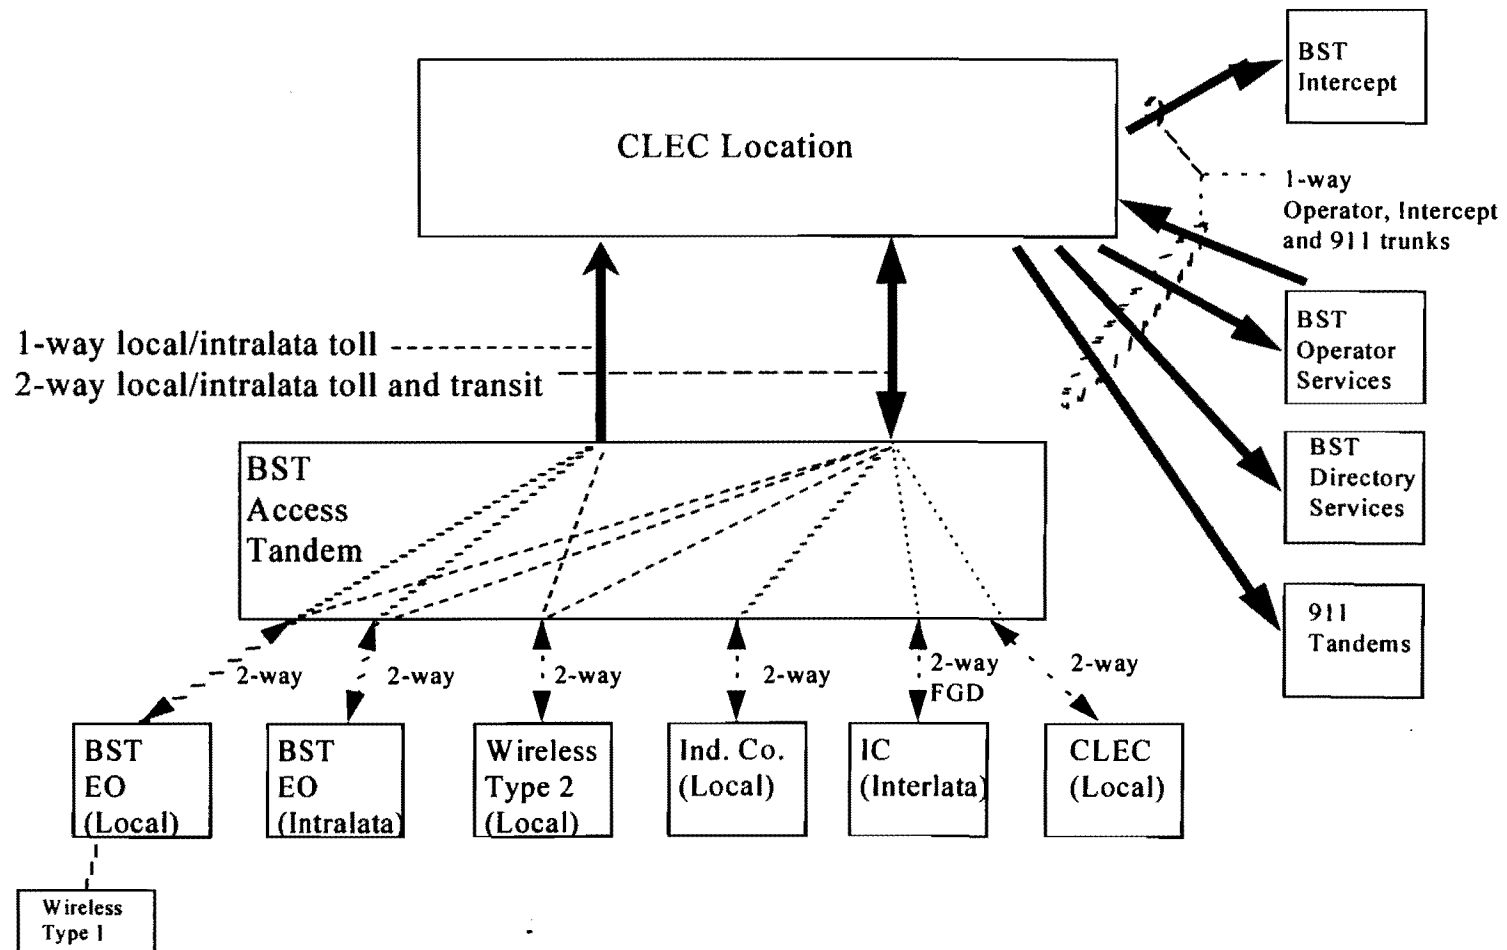 BST
Intercept
CLEC Location
1-way
Operator, Intercept
and 911 trunks
BST
Operator
Services
1-way local/intralata toll
2-way local/intralata toll and transit
BST
Directory
Services
BST
Access
Tandem
911
Tandems
2-way
2-way
2-way
2-way
2-way
FGD
2-way
BST
EO
(Local)
BST
EO
(Intralata)
Wireless
Type 2
(Local)
Ind. Co.
(Local)
IC
(Interlata)
CLEC
(Local)
Wireless
Type 1